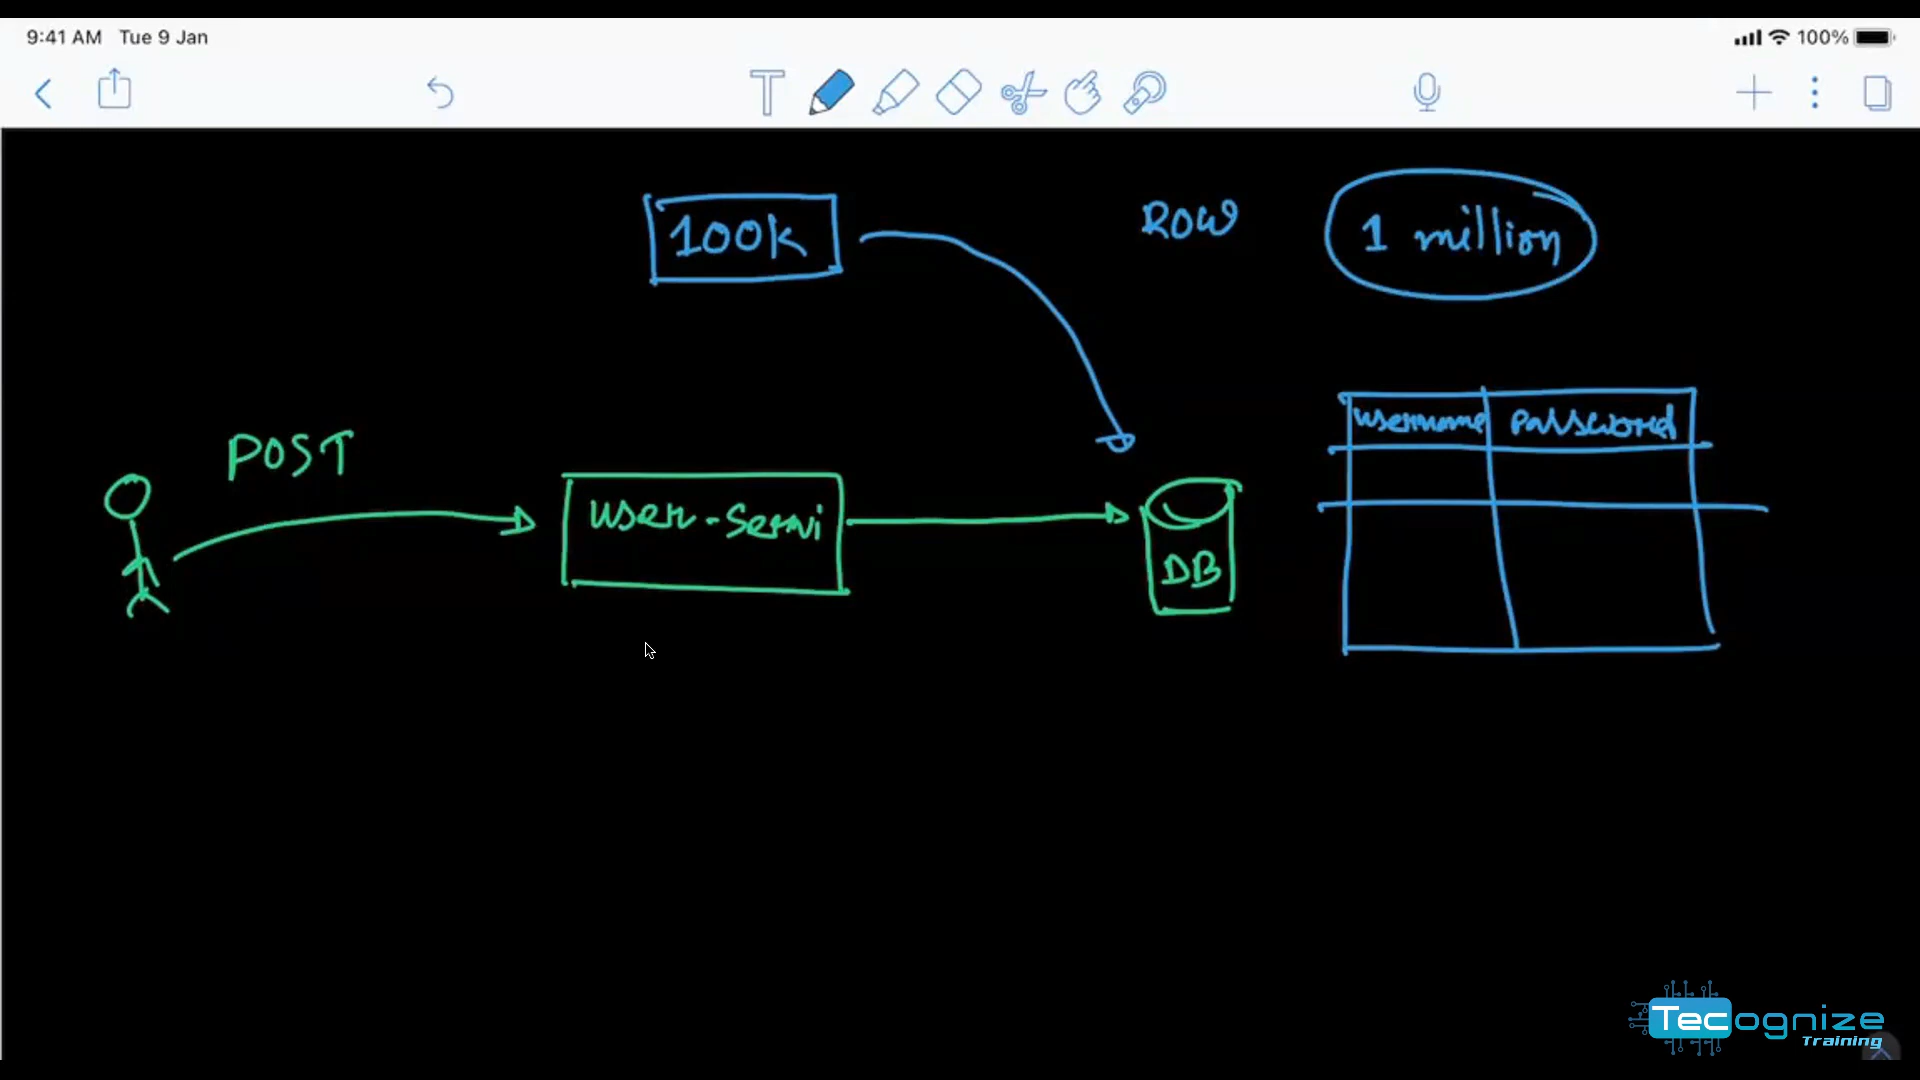 9:41 AM Tue 9 Jan
100%
100k
ROW
1 million
POST
username
password
user-servi
DB
Tecognize
Training